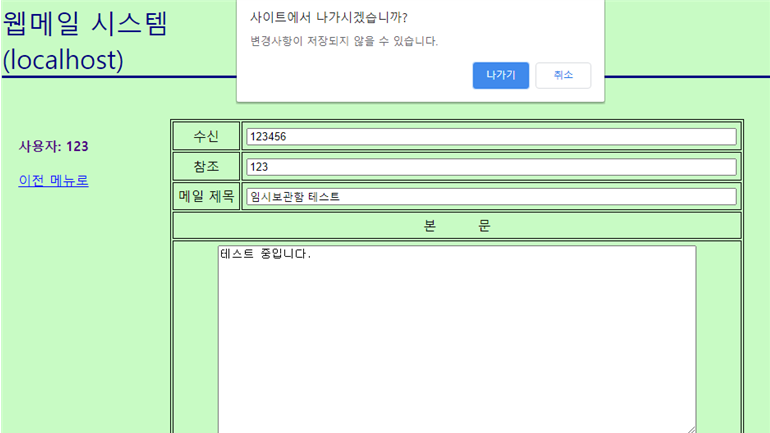 웹메일 시스템
(localhost)
사이트에서 나가시겠습니까?
변경사항이 저장되지 않을 수 있습니다.
나가기 취소
사용자: 123
이전 메뉴로
수신 123456
참조 123
메일 제목 임시보관함 테스트
본 문
테스트 중입니다.